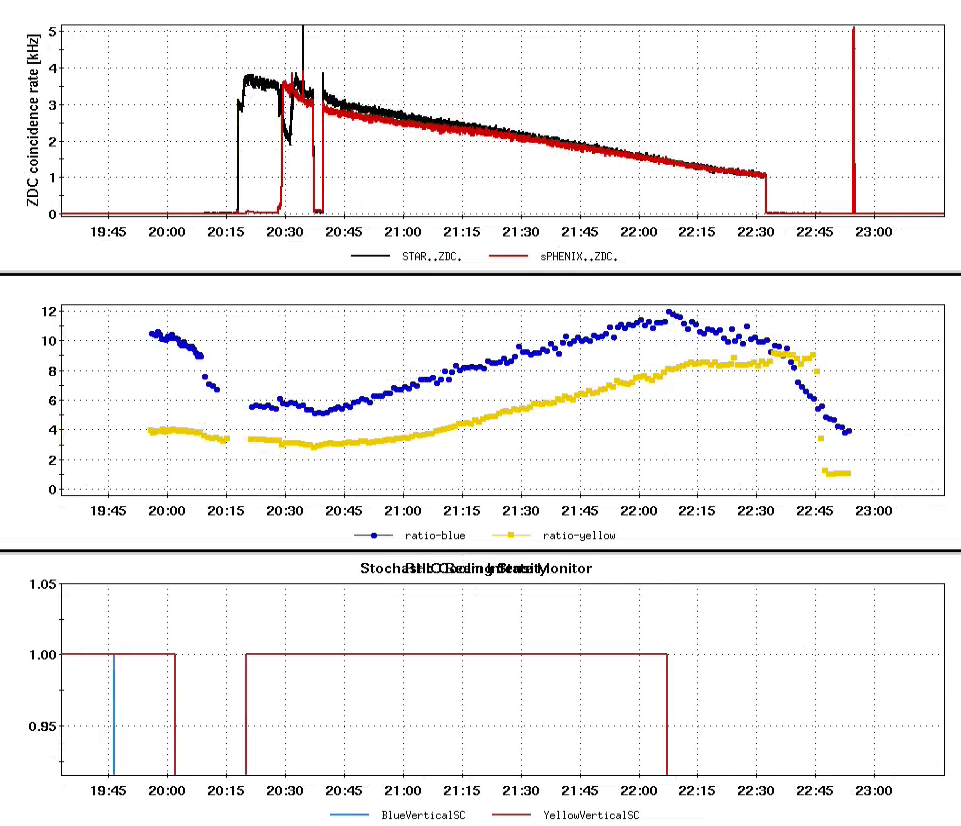 ZDC coincidence rate [kHz]
5
4
3
2
1
0
19:45 20:00 20:15 20:30 20:45 21:00 21:15 21:30 21:45 22:00 22:15 22:30 22:45 23:00
STAR..ZDC. sPHENIX..ZDC.
12
10
8
6
4
2
0
19:45 20:00 20:15 20:30 20:45 21:00 21:15 21:30 21:45 22:00 22:15 22:30 22:45 23:00
ratio-blue ratio-yellow
Monitor
1.05
1.00
0.95
19:45 20:00 20:15 20:30 20:45 21:00 21:15 21:30 21:45 22:00 22:15 22:30 22:45 23:00
BlueVerticalSC YellowVerticalSC